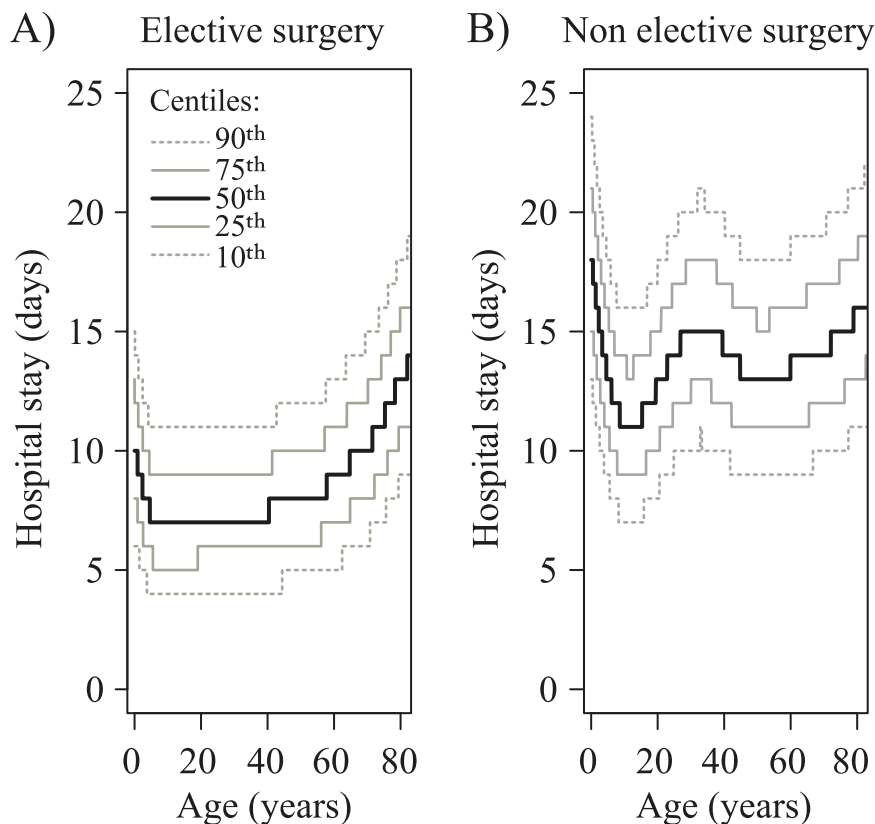 A) Elective surgery
B) Non elective surgery
Hospital stay (days)
25
20
15
10
5
0
Centiles:
90th
75th
50th
25th
10th
0 20 40 60 80
Age (years)
Hospital stay (days)
25
20
15
10
5
0
0 20 40 60 80
Age (years)